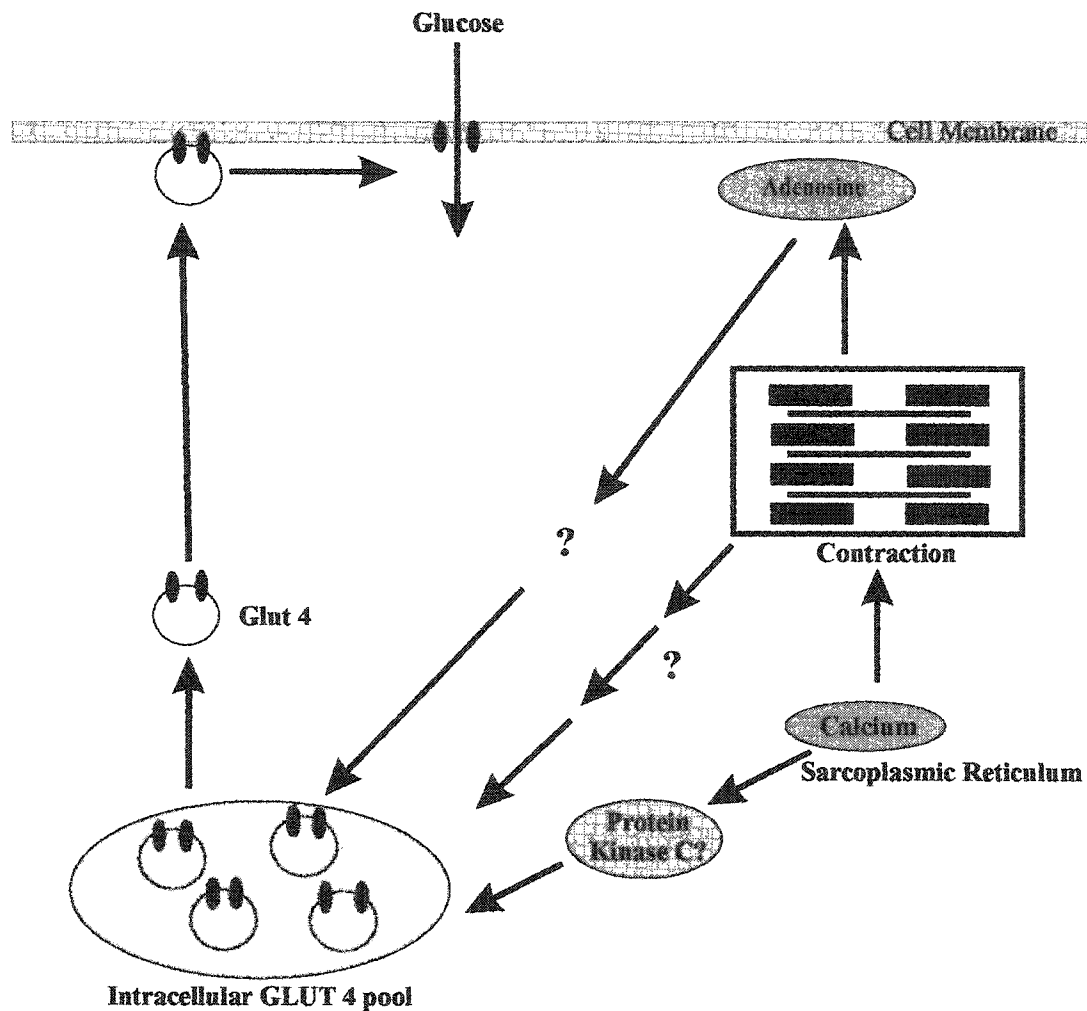 Glucose
Cell Membrane
Adenosine
?
Contraction
Glut 4
?
Calcium
Sarcoplasmic Reticulum
Protein
Kinase C?
Intracellular GLUT 4 pool